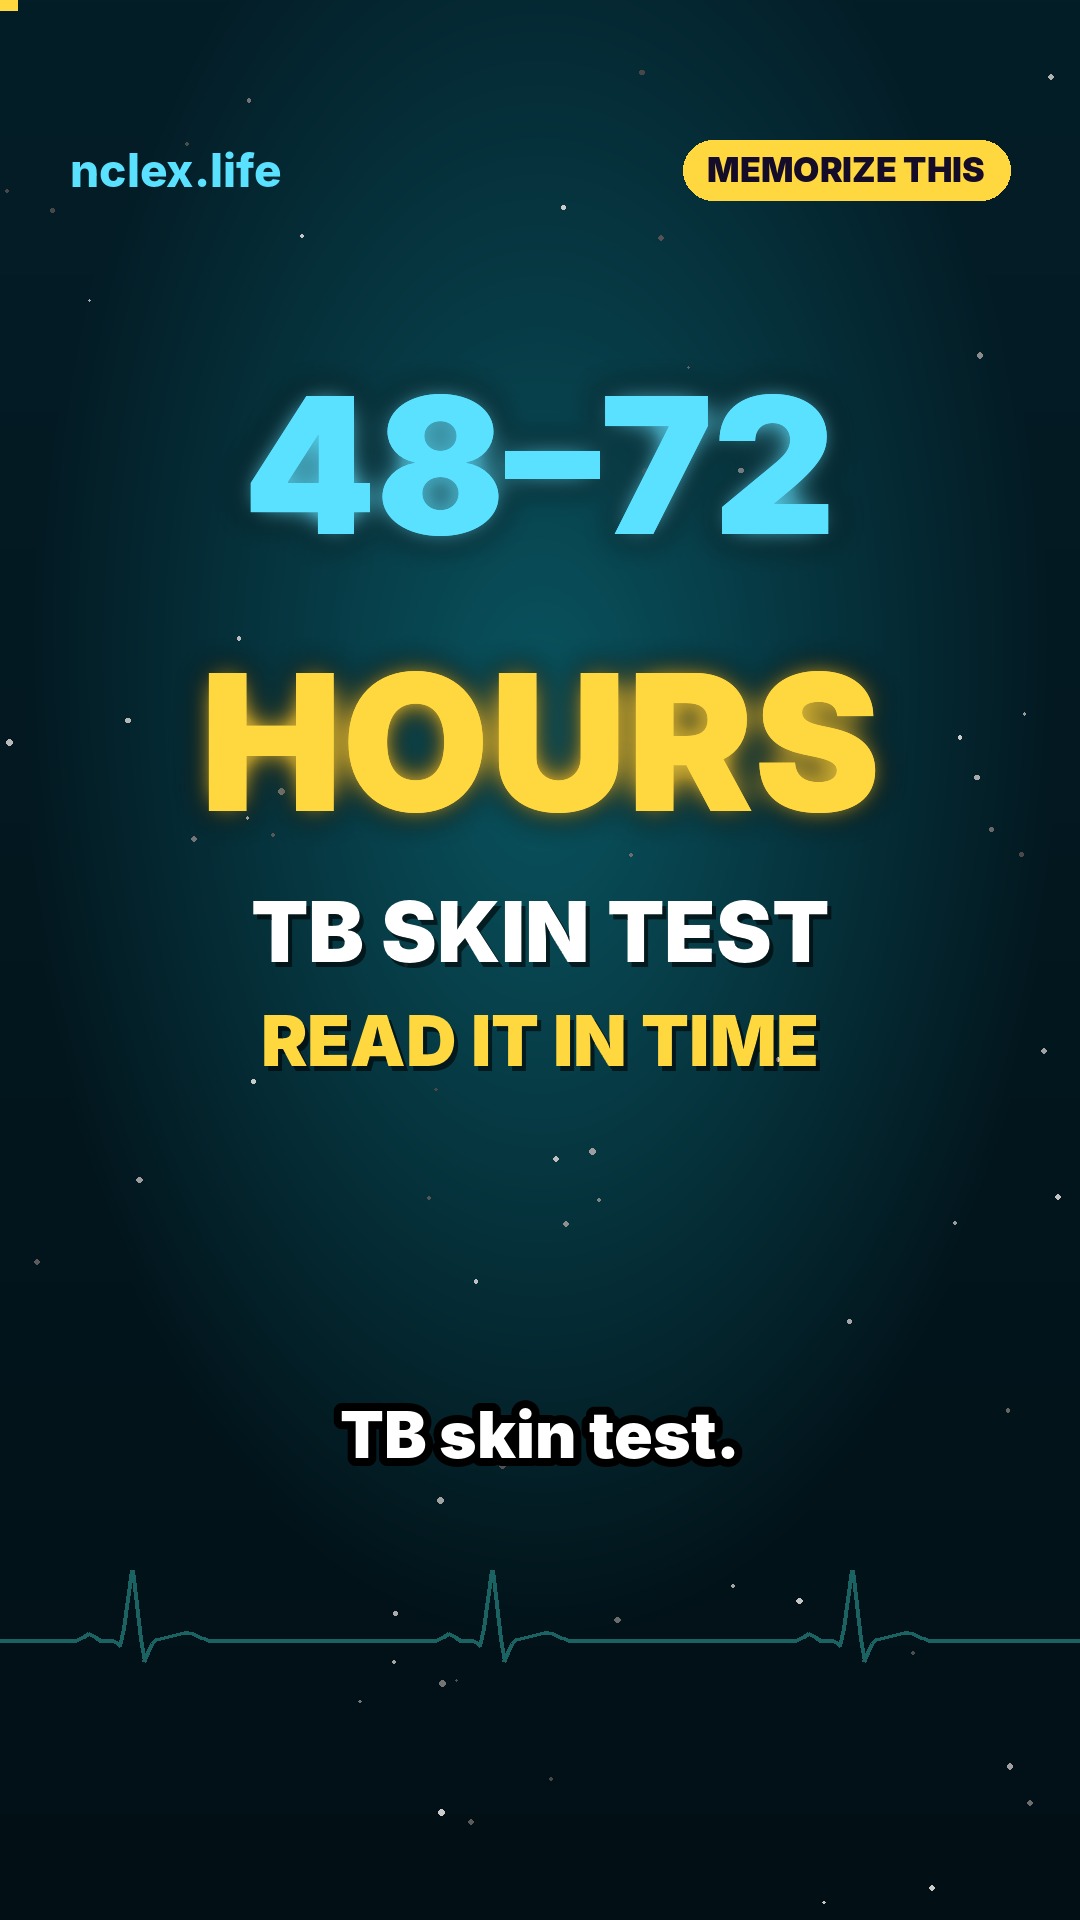 nclex.life
MEMORIZE THIS
48–72
HOURS
TB SKIN TEST
READ IT IN TIME
TB skin test.